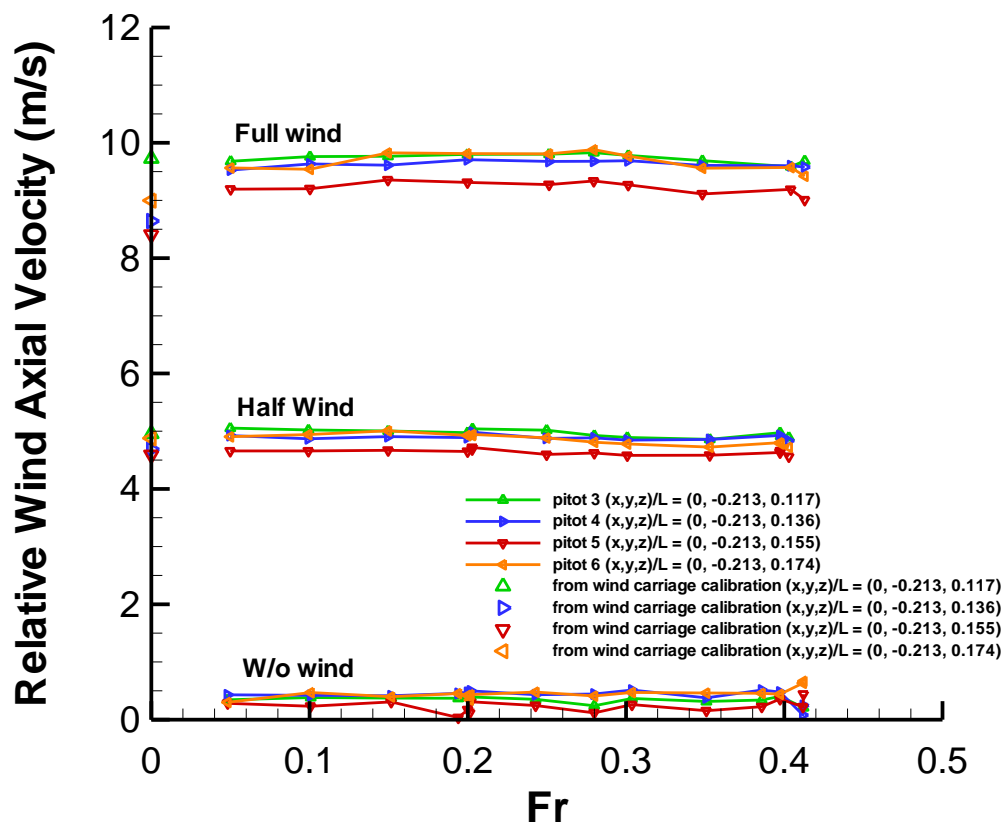 Relative Wind Axial Velocity (m/s)
12
10
8
6
4
2
0
Full wind
Half Wind
pitot 3 (x,y,z)/L = (0, -0.213, 0.117)
pitot 4 (x,y,z)/L = (0, -0.213, 0.136)
pitot 5 (x,y,z)/L = (0, -0.213, 0.155)
pitot 6 (x,y,z)/L = (0, -0.213, 0.174)
from wind carriage calibration (x,y,z)/L = (0, -0.213, 0.117)
from wind carriage calibration (x,y,z)/L = (0, -0.213, 0.136)
from wind carriage calibration (x,y,z)/L = (0, -0.213, 0.155)
from wind carriage calibration (x,y,z)/L = (0, -0.213, 0.174)
W/o wind
0 0.1 0.2 0.3 0.4 0.5
Fr